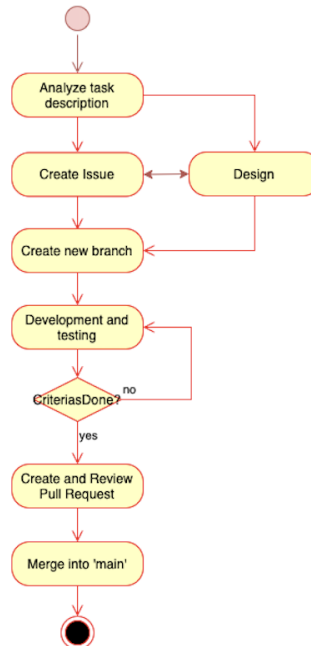 Analyze task
description
Create Issue
Design
Create new branch
Development and
testing
CriteriasDone?
no
yes
Create and Review
Pull Request
Merge into 'main'